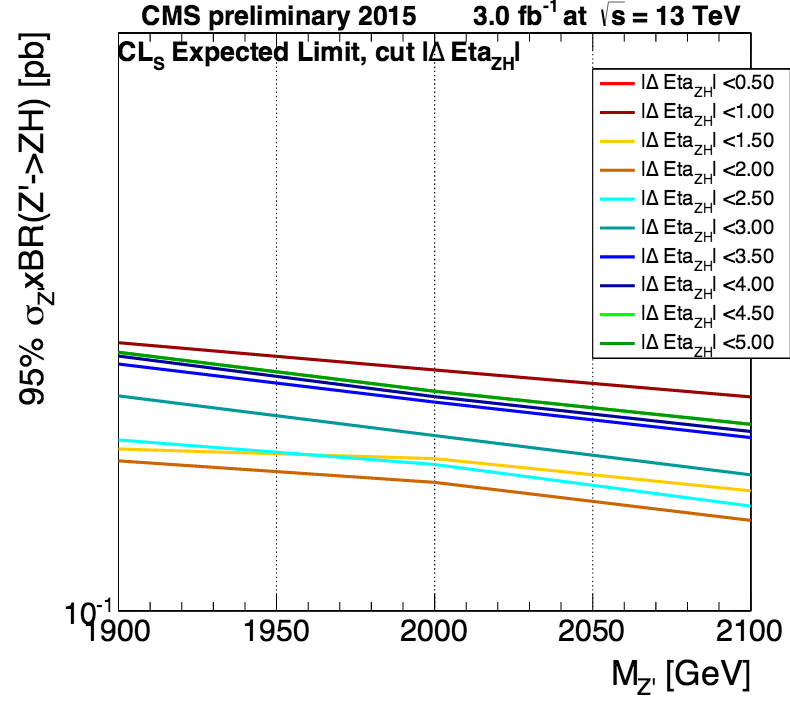 CMS preliminary 2015 3.0 fb⁻¹ at √s = 13 TeV
CLS Expected Limit, cut |Δ EtaZH|
95% σZ'xBR(Z'->ZH) [pb]
|Δ EtaZH| <0.50
|Δ EtaZH| <1.00
|Δ EtaZH| <1.50
|Δ EtaZH| <2.00
|Δ EtaZH| <2.50
|Δ EtaZH| <3.00
|Δ EtaZH| <3.50
|Δ EtaZH| <4.00
|Δ EtaZH| <4.50
|Δ EtaZH| <5.00
10⁻¹
1900 1950 2000 2050 2100
MZ' [GeV]